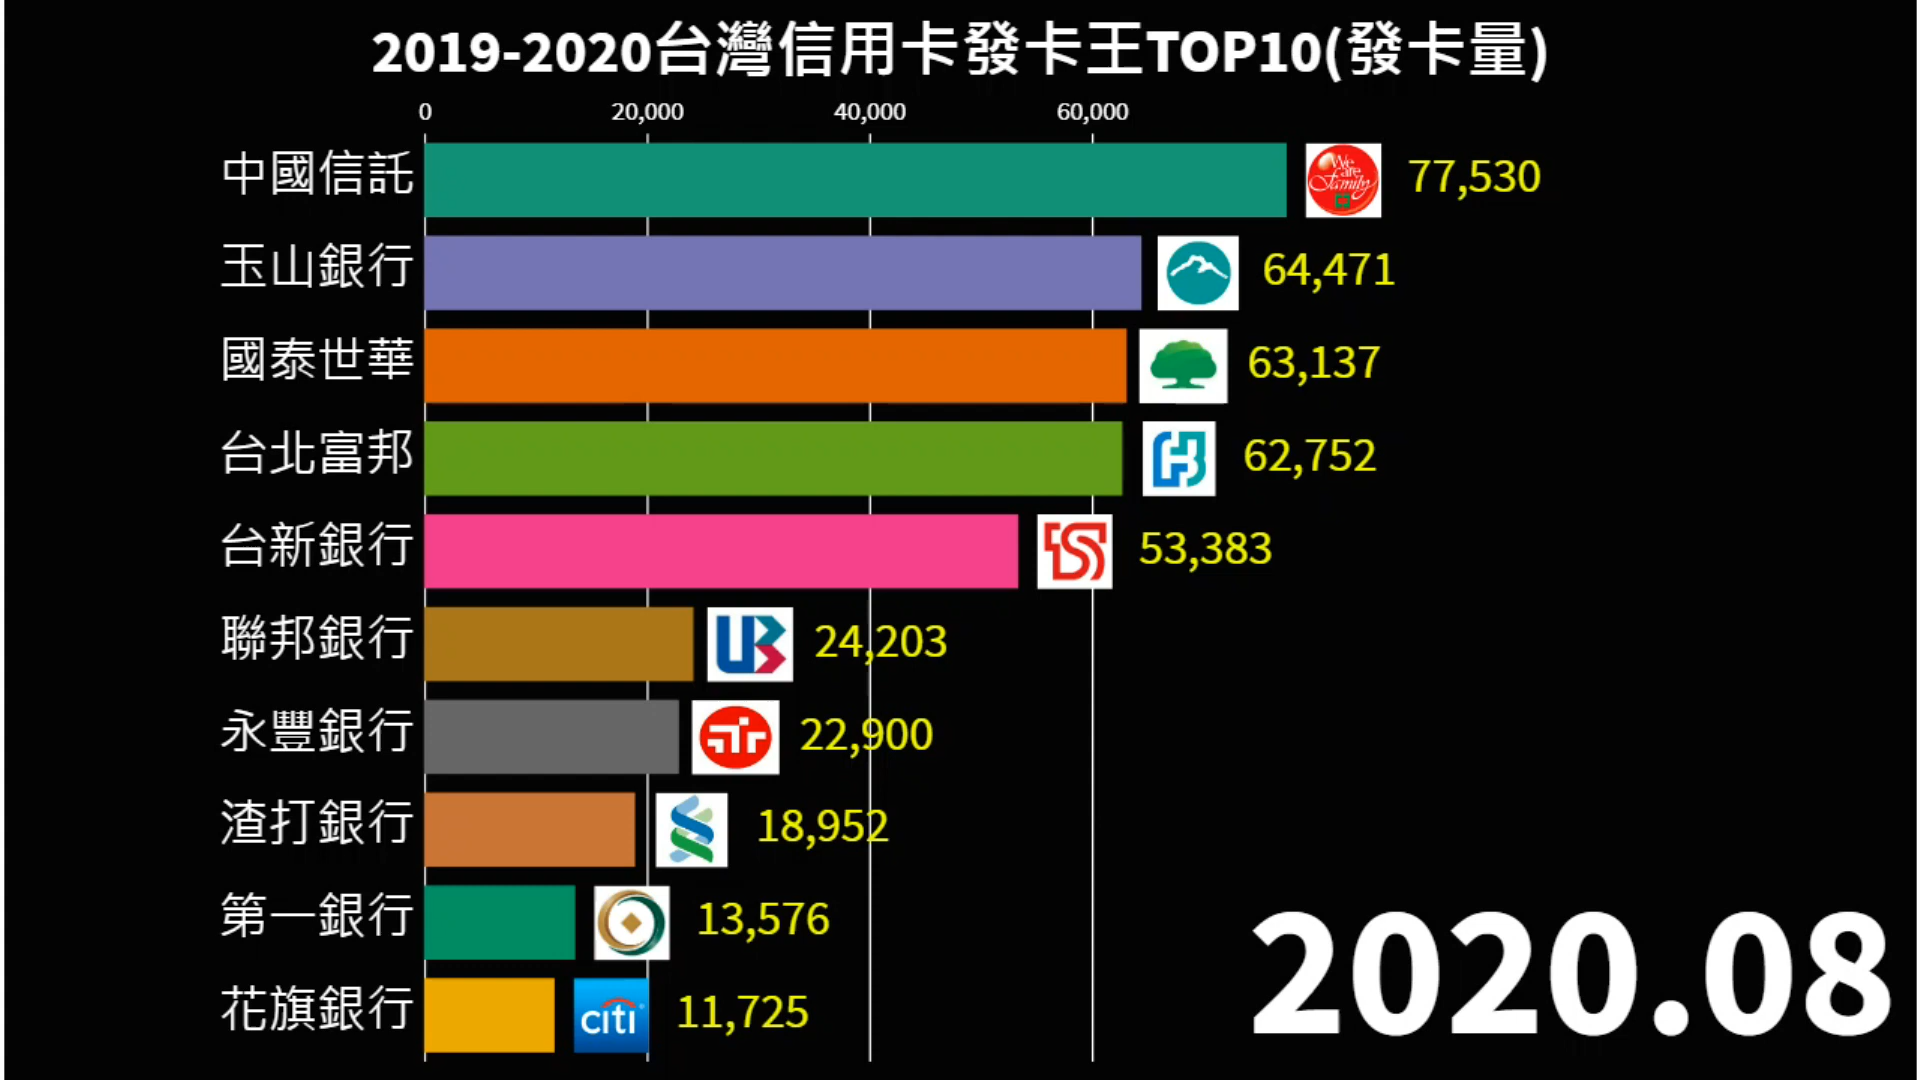 2019-2020台灣信用卡發卡王TOP10(發卡量)
0 20,000 40,000 60,000
中國信託 We are Family 77,530
玉山銀行 64,471
國泰世華 63,137
台北富邦 62,752
台新銀行 53,383
聯邦銀行 24,203
永豐銀行 22,900
渣打銀行 18,952
第一銀行 13,576
花旗銀行 citi 11,725
2020.08